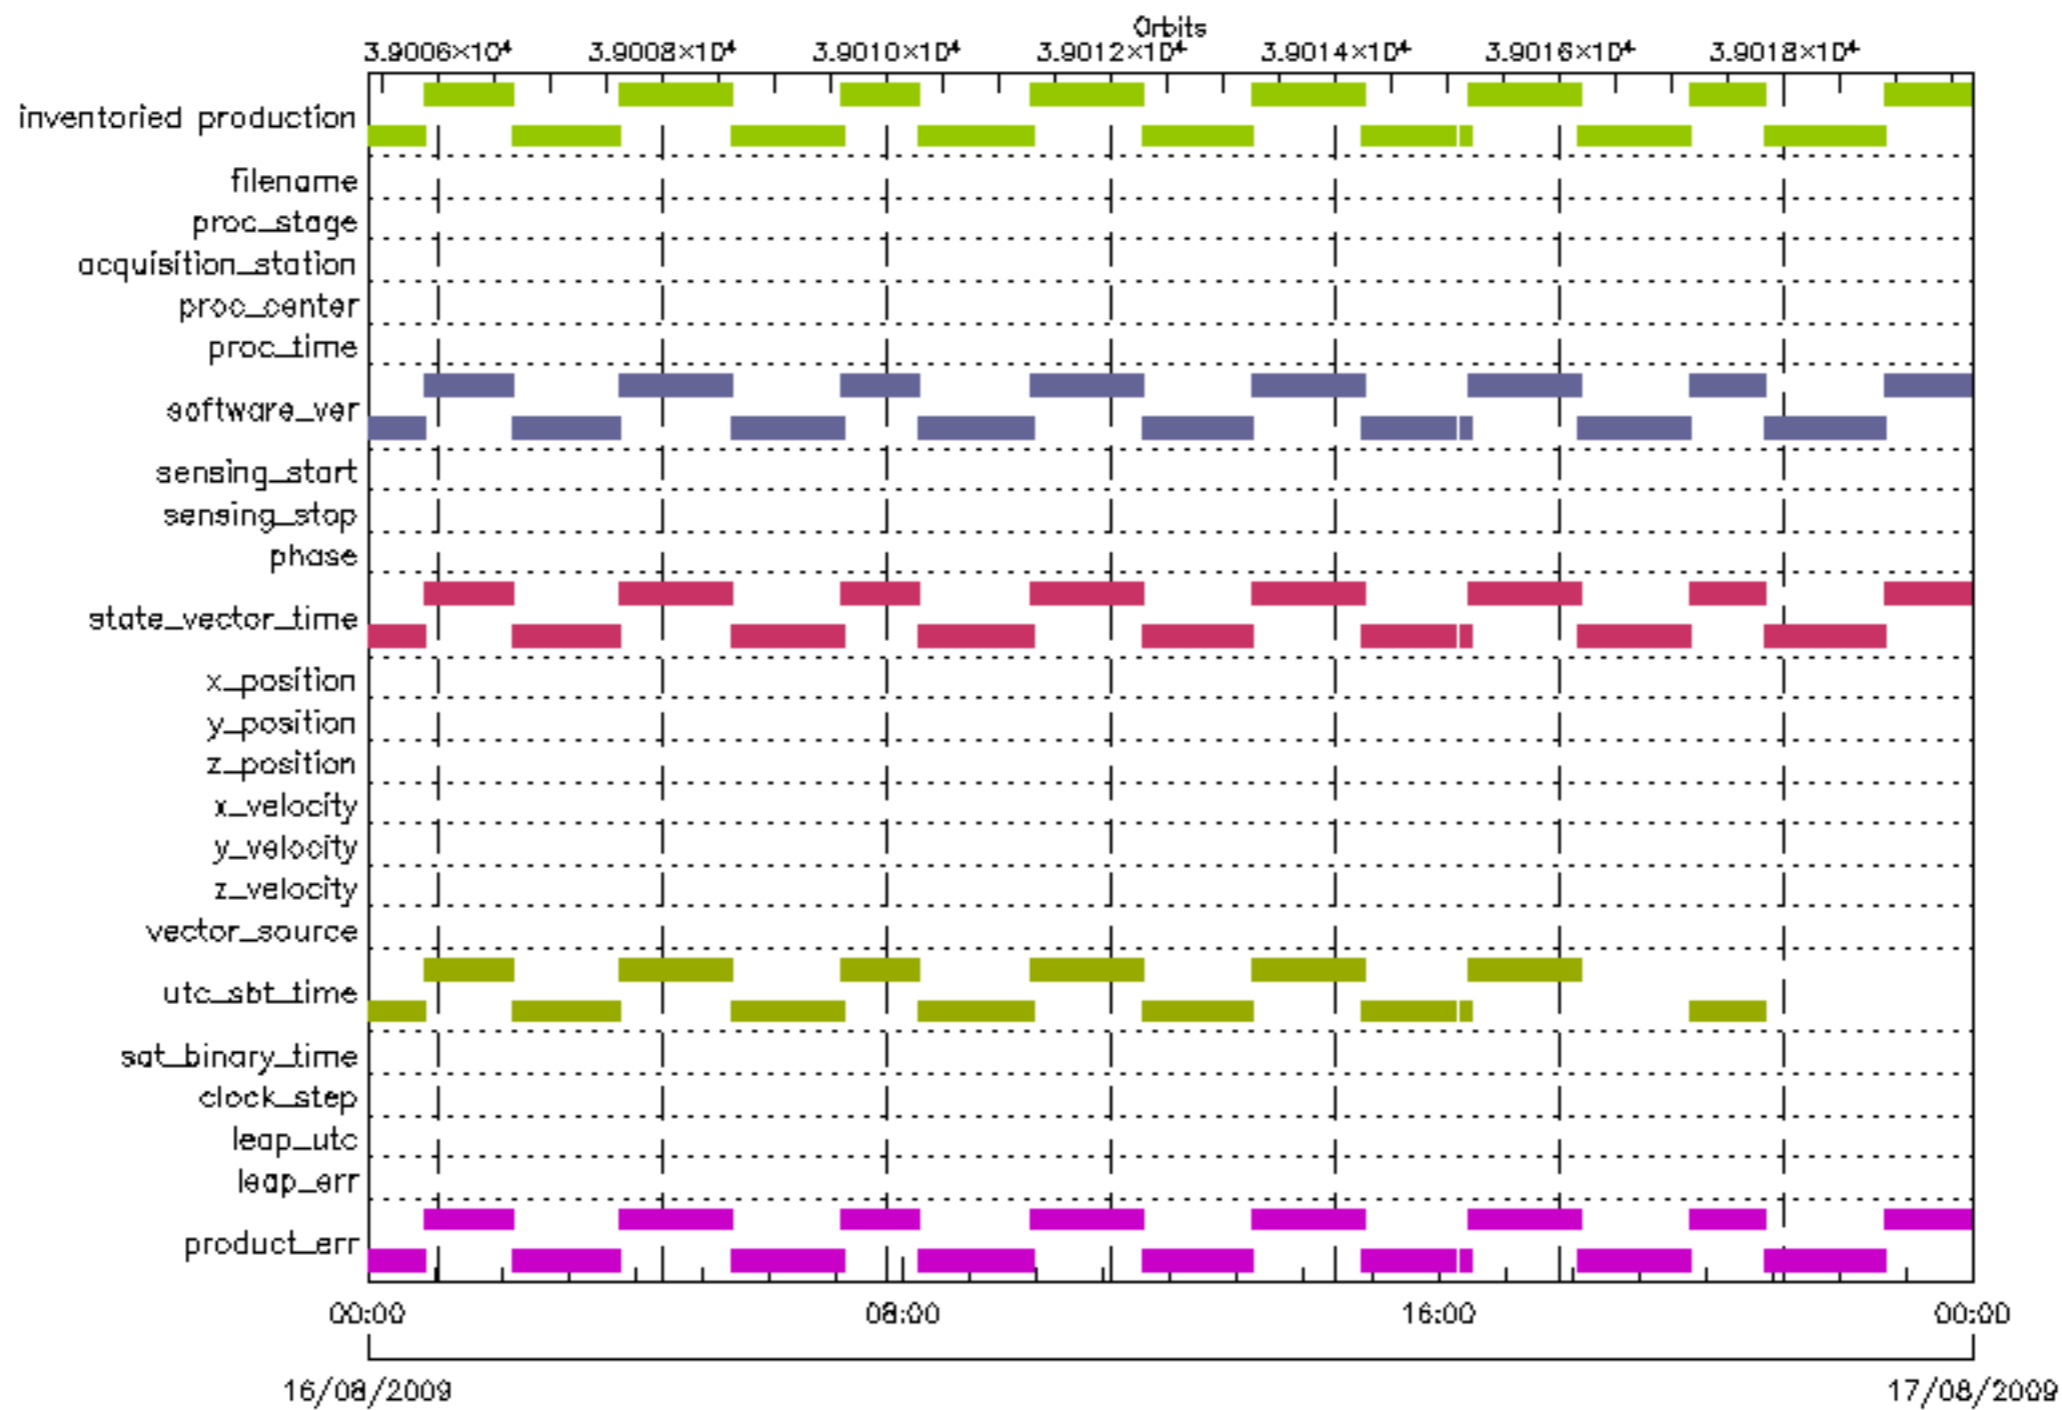 Orbits
3.9006×10⁴ 3.9008×10⁴ 3.9010×10⁴ 3.9012×10⁴ 3.9014×10⁴ 3.9016×10⁴ 3.9018×10⁴
inventoried production
filename
proc_stage
acquisition_station
proc_center
proc_time
software_ver
sensing_start
sensing_stop
phase
state_vector_time
x_position
y_position
z_position
x_velocity
y_velocity
z_velocity
vector_source
utc_sbt_time
sat_binary_time
clock_step
leap_utc
leap_err
product_err
00:00 08:00 16:00 00:00
16/08/2009 17/08/2009